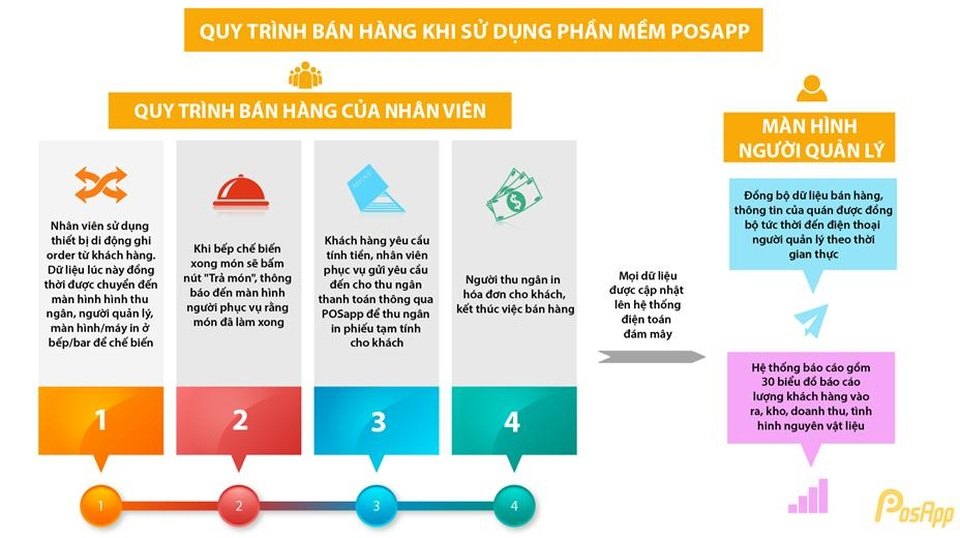 QUY TRÌNH BÁN HÀNG KHI SỬ DỤNG PHẦN MỀM POSAPP
QUY TRÌNH BÁN HÀNG CỦA NHÂN VIÊN
Nhân viên sử dụng
thiết bị di động ghi
order từ khách hàng.
Dữ liệu lúc này đồng
thời được chuyển đến
màn hình hình thu
ngân, người quản lý,
màn hình/máy in ở
bếp/bar để chế biến
1
Khi bếp chế biến
xong món sẽ bấm
nút "Trả món", thông
báo đến màn hình
người phục vụ rằng
món đã làm xong
2
MENU
Khách hàng yêu cầu
tính tiền, nhân viên
phục vụ gửi yêu cầu
đến cho thu ngân
thanh toán thông qua
POSapp để thu ngân
in phiếu tạm tính
cho khách
3
$
Người thu ngân in
hóa đơn cho khách,
kết thúc việc bán hàng
4
1
2
3
4
Mọi dữ liệu
được cập nhật
lên hệ thống
điện toán
đám mây
MÀN HÌNH
NGƯỜI QUẢN LÝ
Đồng bộ dữ liệu bán hàng,
thông tin của quán được đồng
bộ tức thời đến điện thoại
người quản lý theo thời
gian thực
Hệ thống báo cáo gồm
30 biểu đồ báo cáo
lượng khách hàng vào
ra, kho, doanh thu, tình
hinh nguyên vật liệu
PosApp